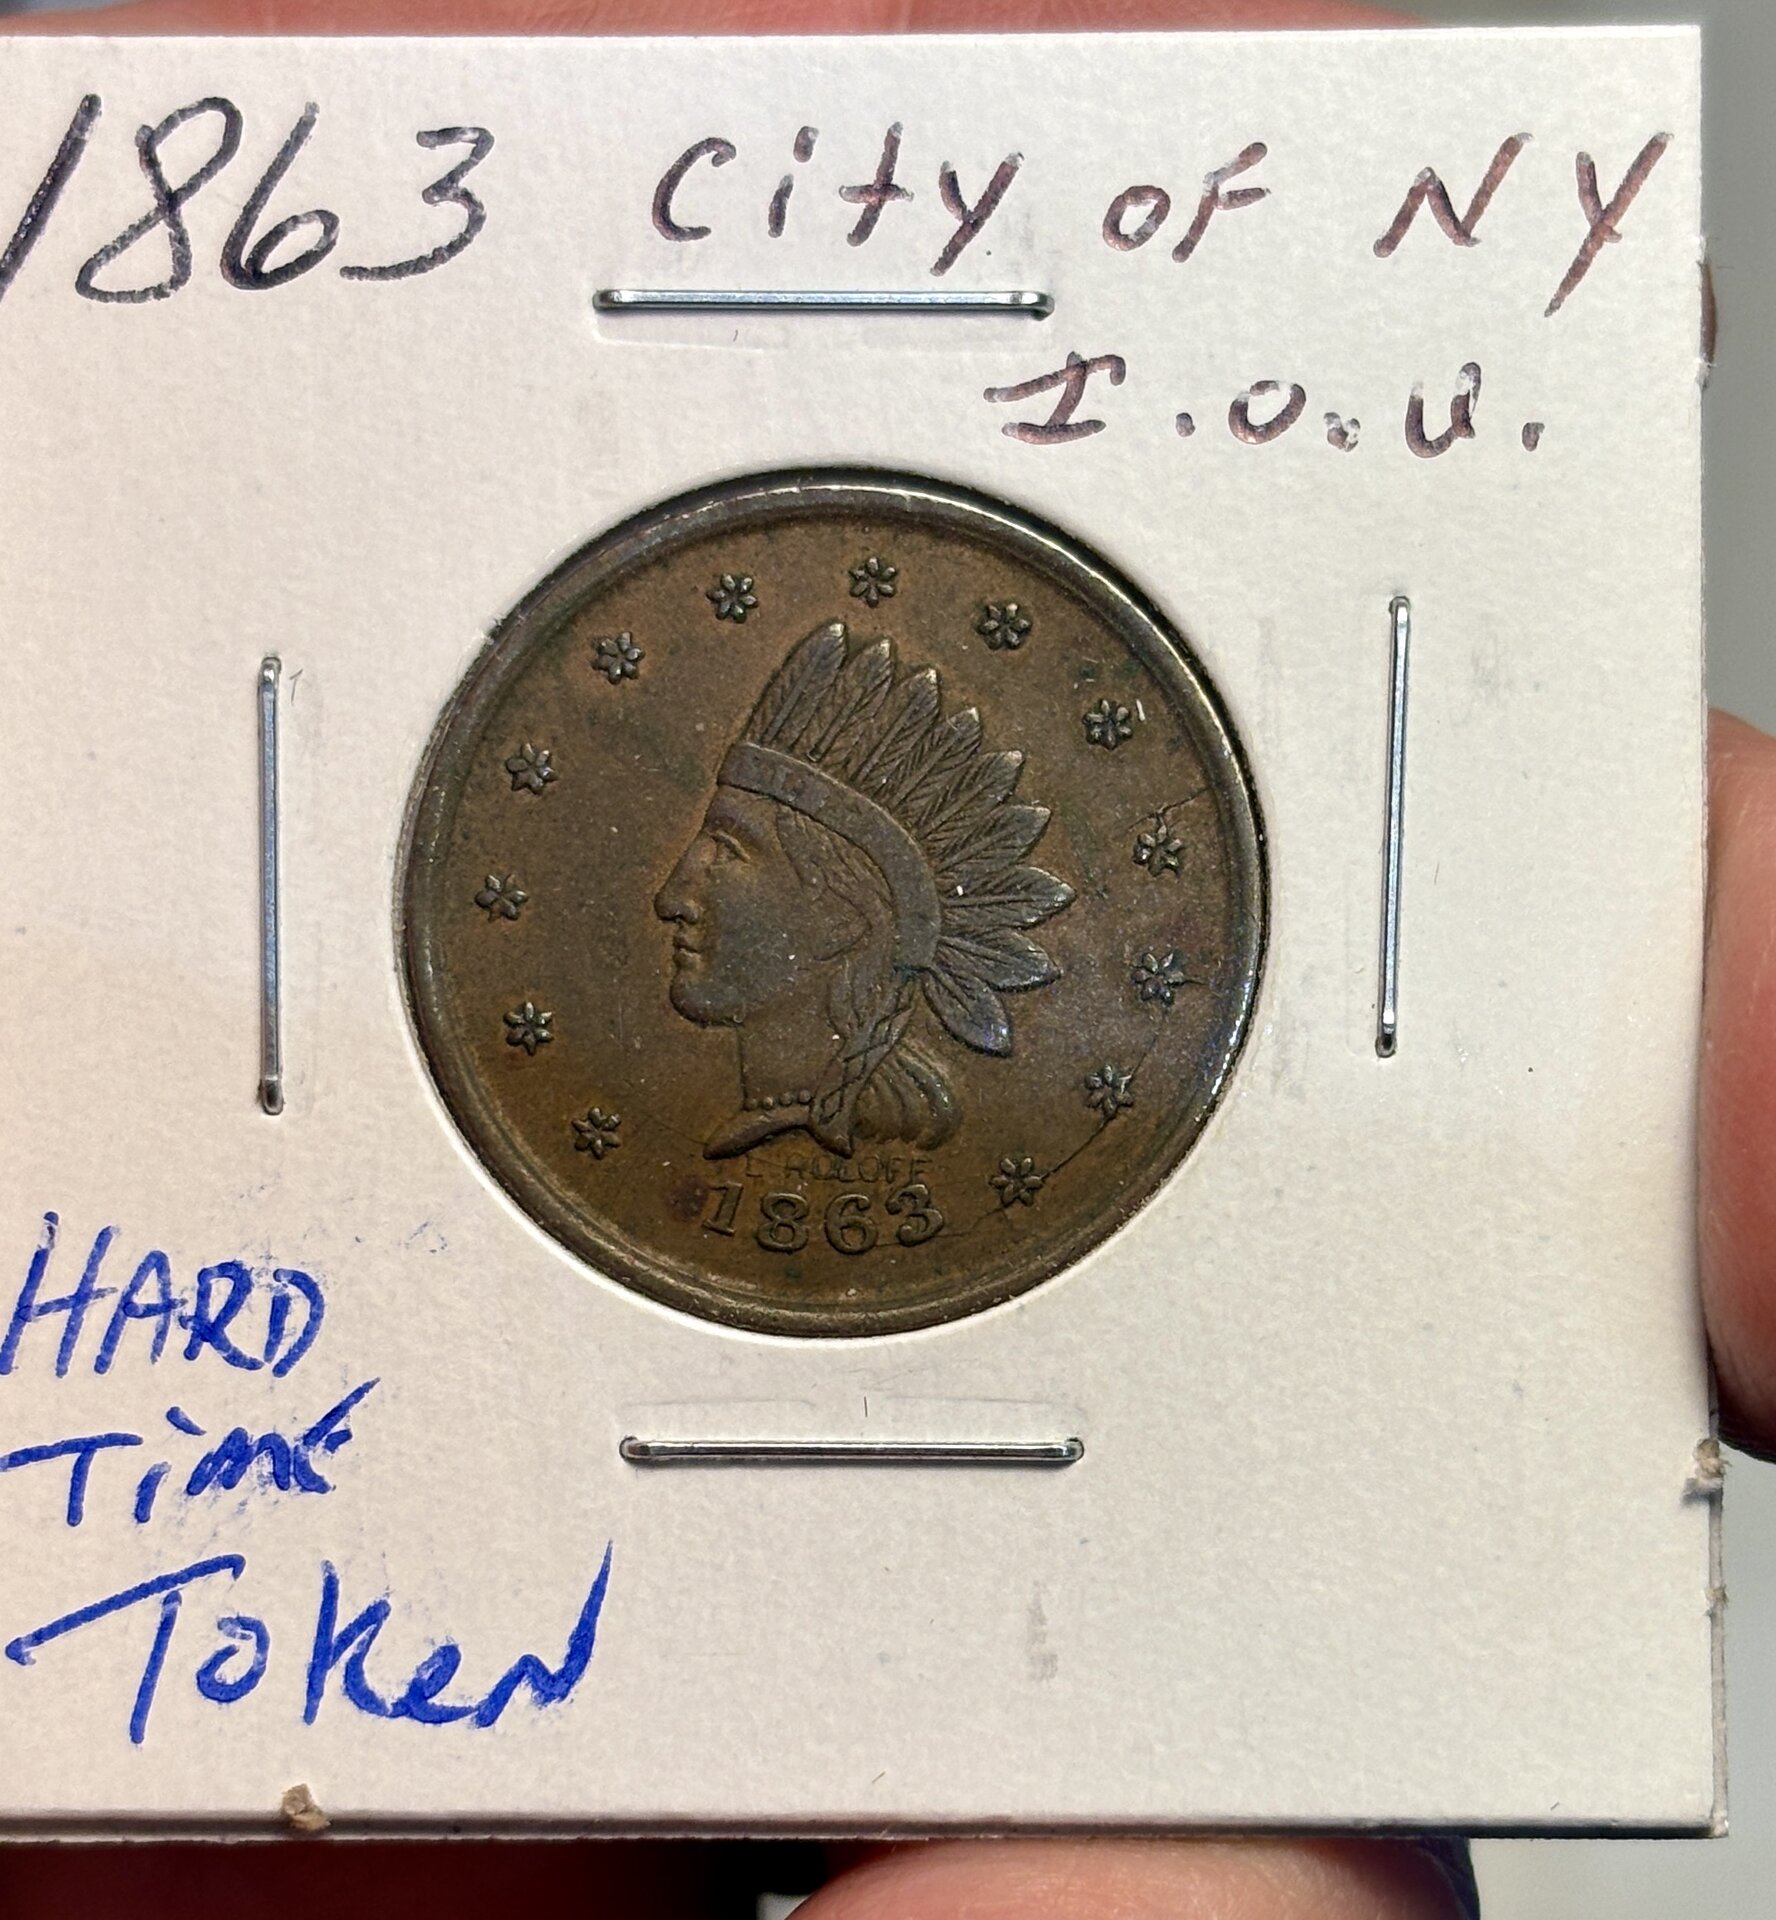 1863 City OF NY
I.O.U.
E ROLOFF
1863
HARD
TIME
TOKEN